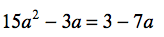 15a² − 3a = 3 − 7a